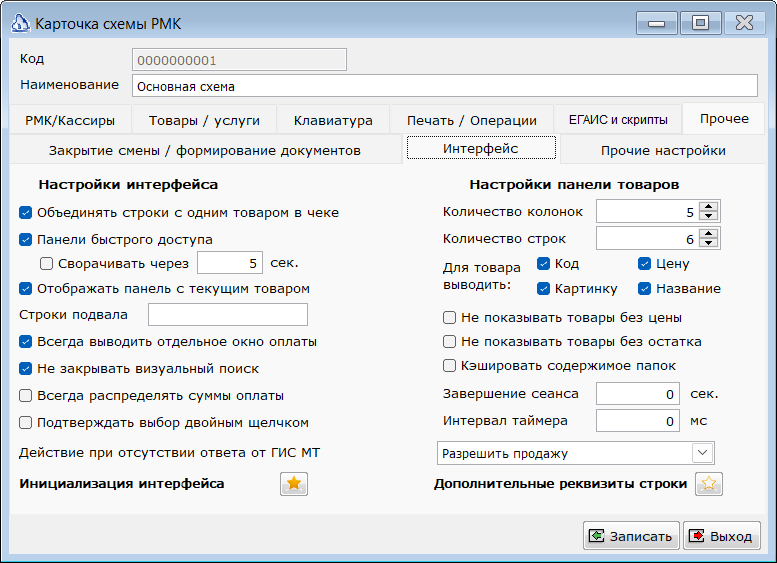 Карточка схемы РМК
Код 0000000001
Наименование Основная схема
РМК/Кассиры Товары / услуги Клавиатура Печать / Операции ЕГАИС и скрипты Прочее
Закрытие смены / формирование документов Интерфейс Прочие настройки
Настройки интерфейса
Объединять строки с одним товаром в чеке
Панели быстрого доступа
Сворачивать через 5 сек.
Отображать панель с текущим товаром
Строки подвала
Всегда выводить отдельное окно оплаты
Не закрывать визуальный поиск
Всегда распределять суммы оплаты
Подтверждать выбор двойным щелчком
Действие при отсутствии ответа от ГИС МТ
Инициализация интерфейса
Настройки панели товаров
Количество колонок 5
Количество строк 6
Для товара
выводить:
Код Цену
Картинку Название
Не показывать товары без цены
Не показывать товары без остатка
Кэшировать содержимое папок
Завершение сеанса 0 сек.
Интервал таймера 0 мс
Разрешить продажу
Дополнительные реквизиты строки
Записать Выход